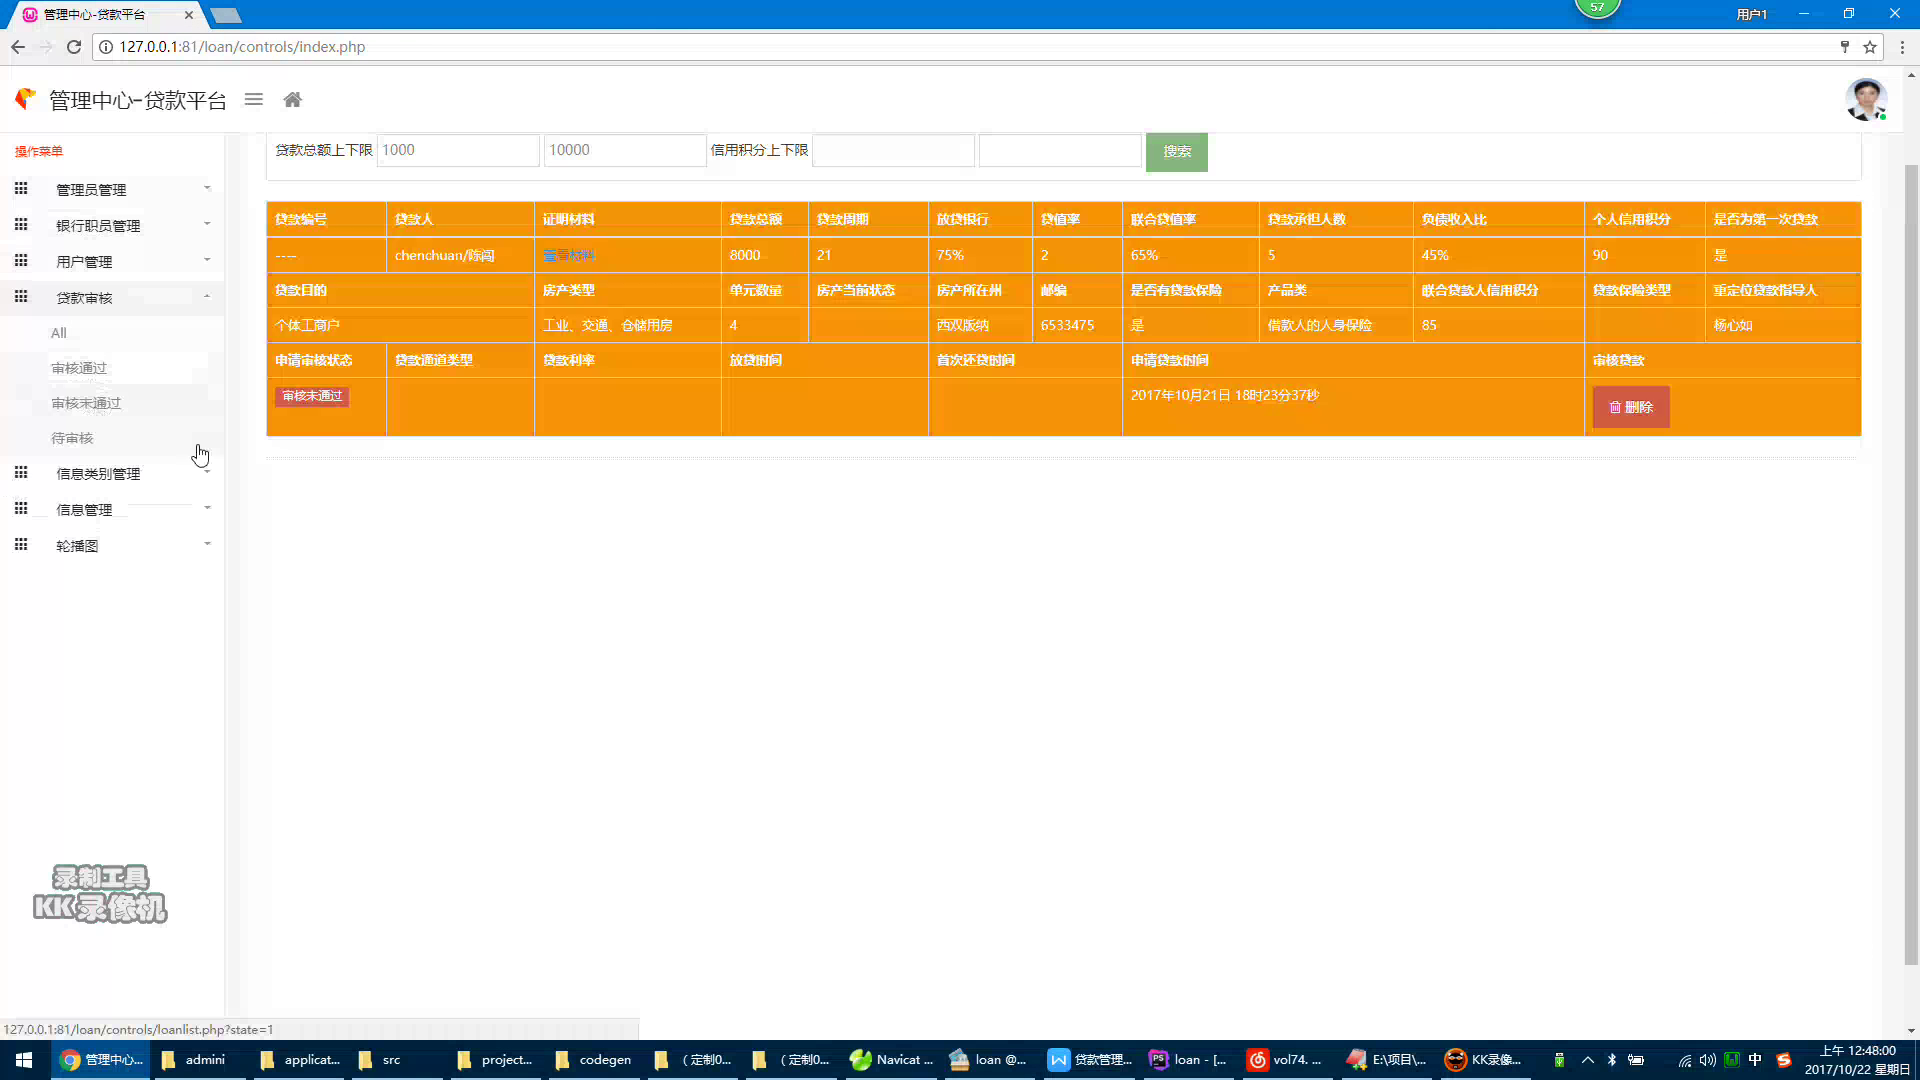 管理中心-贷款平台
57
用户1
127.0.0.1:81/loan/controls/index.php
管理中心-贷款平台
操作菜单
管理员管理
银行职员管理
用户管理
贷款审核
All
审核通过
审核未通过
待审核
信息类别管理
信息管理
轮播图
贷款总额上下限 1000 10000 信用积分上下限 搜索
贷款编号 贷款人 证明材料 贷款总额 贷款周期 放贷银行 贷值率 联合贷值率 贷款承担人数 负债收入比 个人信用积分 是否为第一次贷款
---- chenchuan/陈闯 查看材料 8000 21 75% 2 65% 5 45% 90 是
贷款目的 房产类型 单元数量 房产当前状态 房产所在州 邮编 是否有贷款保险 产品类 联合贷款人信用积分 贷款保险类型 重定位贷款指导人
个体工商户 工业、交通、仓储用房 4 西双版纳 6533475 是 借款人的人身保险 85 杨心如
申请审核状态 贷款通道类型 贷款利率 放贷时间 首次还贷时间 申请贷款时间 审核贷款
审核未通过 2017年10月21日 18时23分37秒 删除
录制工具
KK录像机
127.0.0.1:81/loan/controls/loanlist.php?state=1
管理中心... admini applicat... src project... codegen (定制0... (定制0... Navicat ... loan @... 贷款管理... loan - [... vol74. ... E:\项目\... KK录像... 中
上午 12:48:00
2017/10/22 星期日